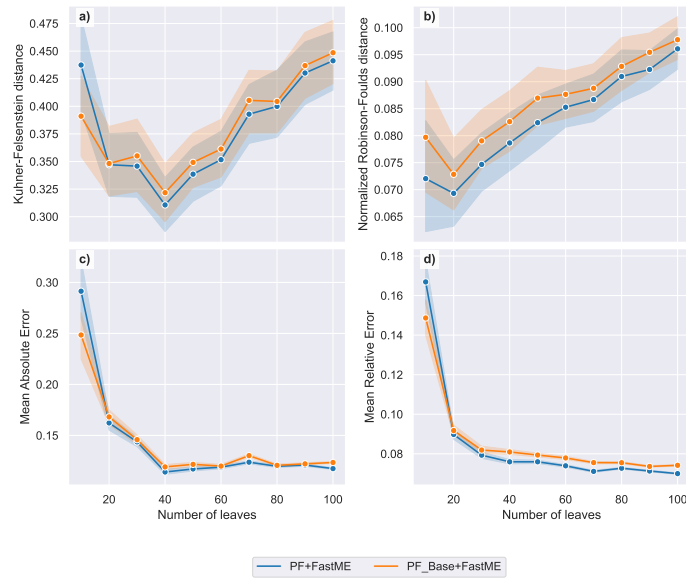 a)
Kuhner-Felsenstein distance
0.475
0.450
0.425
0.400
0.375
0.350
0.325
0.300
b)
Normalized Robinson-Foulds distance
0.100
0.095
0.090
0.085
0.080
0.075
0.070
0.065
c)
Mean Absolute Error
0.30
0.25
0.20
0.15
20 40 60 80 100
Number of leaves
d)
Mean Relative Error
0.18
0.16
0.14
0.12
0.10
0.08
20 40 60 80 100
Number of leaves
PF+FastME PF_Base+FastME